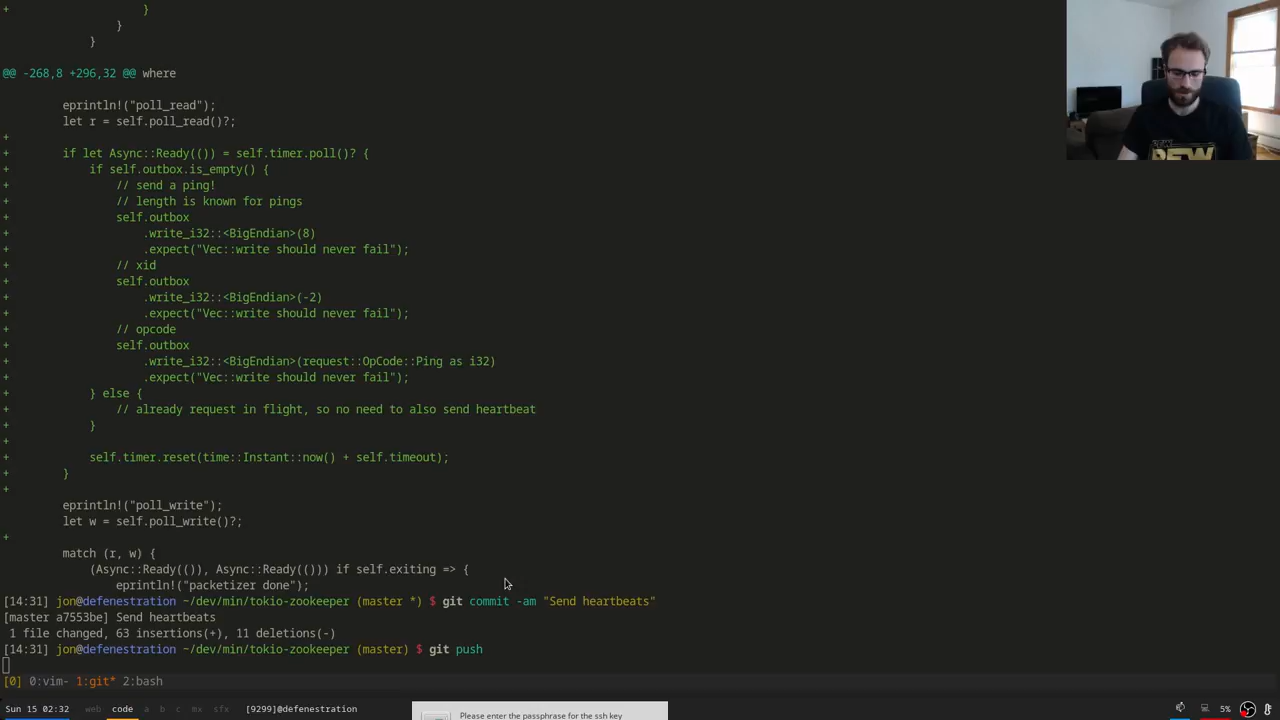 +                    }
                 }
             }
@@ -268,8 +296,32 @@ where
         eprintln!("poll_read");
         let r = self.poll_read()?;
+
+        if let Async::Ready(()) = self.timer.poll()? {
+            if self.outbox.is_empty() {
+                // send a ping!
+                // length is known for pings
+                self.outbox
+                    .write_i32::<BigEndian>(8)
+                    .expect("Vec::write should never fail");
+                // xid
+                self.outbox
+                    .write_i32::<BigEndian>(-2)
+                    .expect("Vec::write should never fail");
+                // opcode
+                self.outbox
+                    .write_i32::<BigEndian>(request::OpCode::Ping as i32)
+                    .expect("Vec::write should never fail");
+            } else {
+                // already request in flight, so no need to also send heartbeat
+            }
+
+            self.timer.reset(time::Instant::now() + self.timeout);
+        }
+
         eprintln!("poll_write");
         let w = self.poll_write()?;
+
         match (r, w) {
             (Async::Ready(()), Async::Ready(())) if self.exiting => {
                 eprintln!("packetizer done");
[14:31] jon@defenestration ~/dev/min/tokio-zookeeper (master *) $ git commit -am "Send heartbeats"
[master a7553be] Send heartbeats
 1 file changed, 63 insertions(+), 11 deletions(-)
[14:31] jon@defenestration ~/dev/min/tokio-zookeeper (master) $ git push
[0] 0:vim- 1:git* 2:bash
Sun 15 02:32 web code a b c mx sfx [9299]@defenestration 5%
Please enter the passphrase for the ssh key